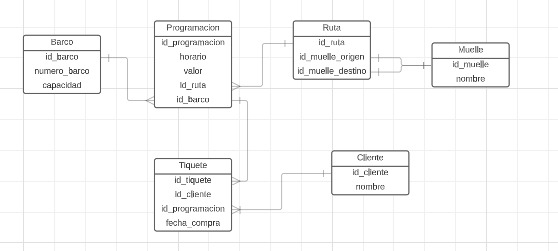 Barco
id_barco
numero_barco
capacidad
Programacion
id_programacion
horario
valor
Id_ruta
id_barco
Ruta
id_ruta
id_muelle_origen
id_muelle_destino
Muelle
id_muelle
nombre
Tiquete
id_tiquete
Id_cliente
id_programacion
fecha_compra
Cliente
id_cliente
nombre